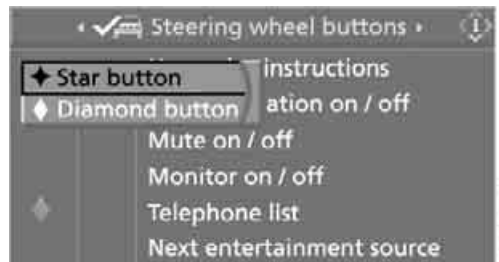 Steering wheel buttons
Star button
Diamond button
instructions
ation on / off
Mute on / off
Monitor on / off
Telephone list
Next entertainment source